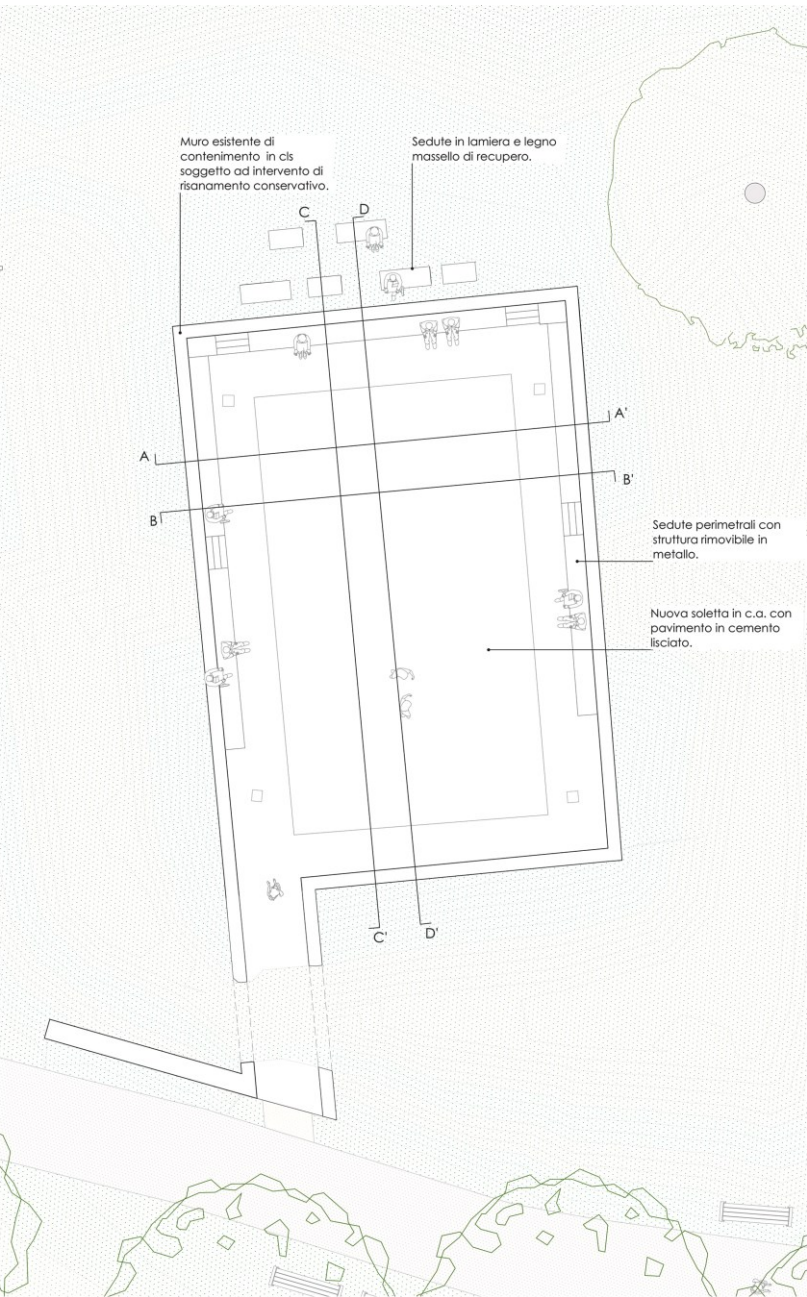 Muro esistente di
contenimento in cls
soggetto ad intervento di
risanamento conservativo.
Sedute in lamiera e legno
massello di recupero.
C
D
A
A'
B
B'
Sedute perimetrali con
struttura rimovibile in
metallo.
Nuova soletta in c.a. con
pavimento in cemento
lisciato.
C'
D'